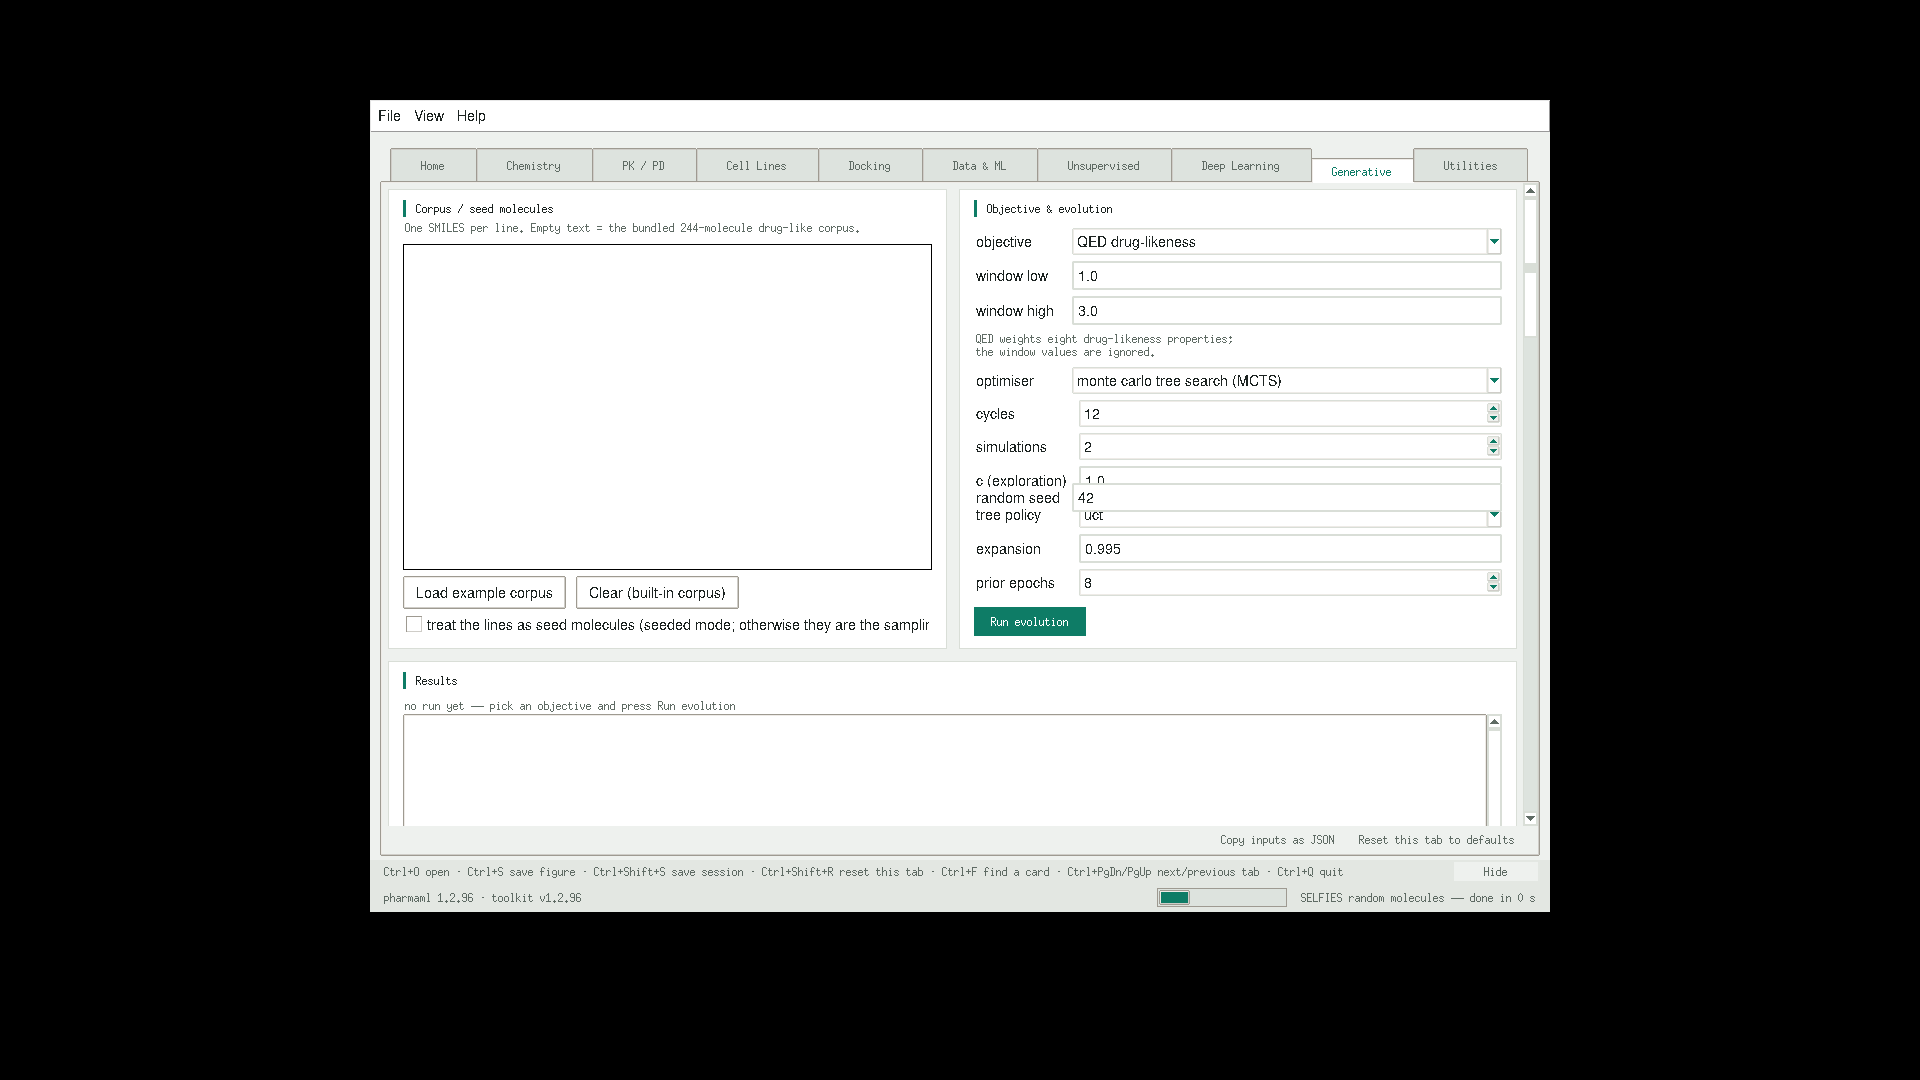 File View Help
Home Chemistry PK / PD Cell Lines Docking Data & ML Unsupervised Deep Learning Generative Utilities
Corpus / seed molecules
One SMILES per line. Empty text = the bundled 244-molecule drug-like corpus.
Load example corpus Clear (built-in corpus)
treat the lines as seed molecules (seeded mode; otherwise they are the samplir
Objective & evolution
objective QED drug-likeness
window low 1.0
window high 3.0
QED weights eight drug-likeness properties;
the window values are ignored.
optimiser monte carlo tree search (MCTS)
cycles 12
simulations 2
c (exploration) 1.0
random seed 42
tree policy uct
expansion 0.995
prior epochs 8
Run evolution
Results
no run yet — pick an objective and press Run evolution
Copy inputs as JSON Reset this tab to defaults
Ctrl+O open · Ctrl+S save figure · Ctrl+Shift+S save session · Ctrl+Shift+R reset this tab · Ctrl+F find a card · Ctrl+PgDn/PgUp next/previous tab · Ctrl+Q quit Hide
pharmaml 1.2.96 · toolkit v1.2.96 SELFIES random molecules — done in 0 s